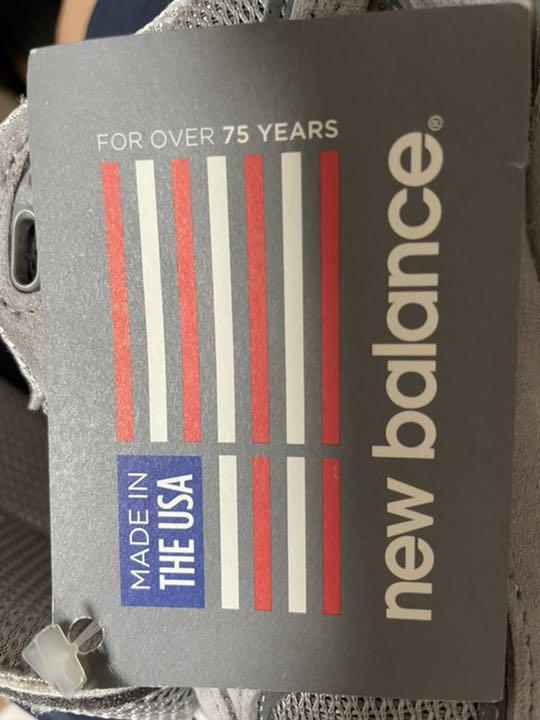 FOR OVER 75 YEARS
MADE IN
THE USA
new balance®